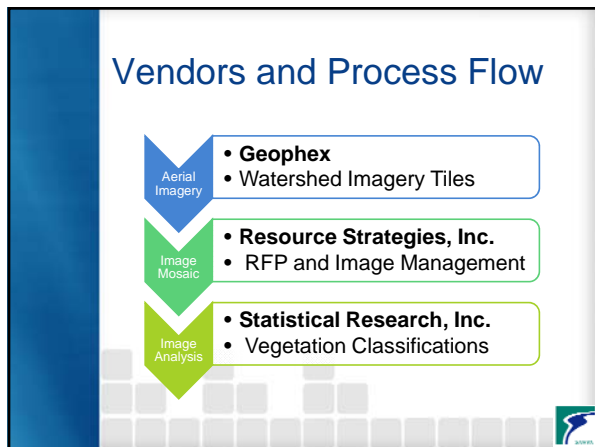 Vendors and Process Flow
Aerial
Imagery
• Geophex
• Watershed Imagery Tiles
Image
Mosaic
• Resource Strategies, Inc.
• RFP and Image Management
Image
Analysis
• Statistical Research, Inc.
• Vegetation Classifications